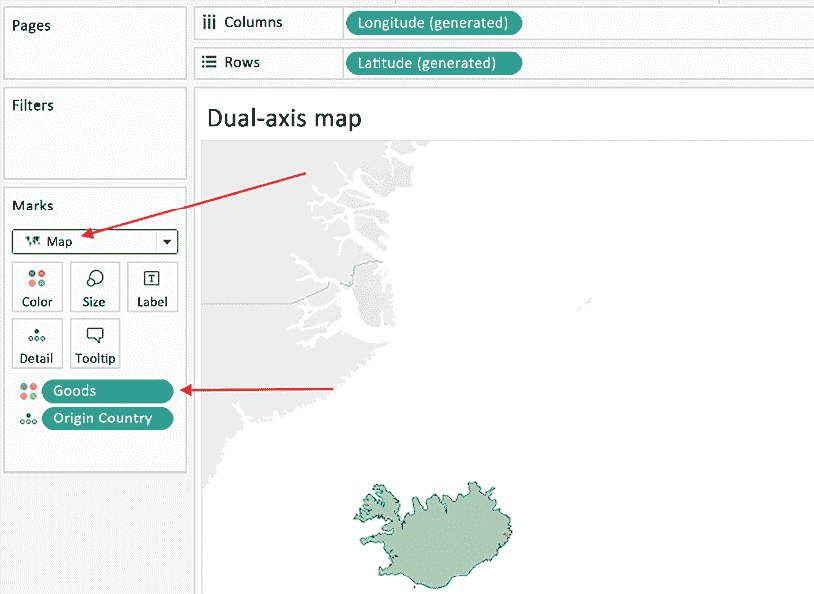 Pages
Columns
Longitude (generated)
Rows
Latitude (generated)
Filters
Dual-axis map
Marks
Map
Color
Size
Label
Detail
Tooltip
Goods
Origin Country